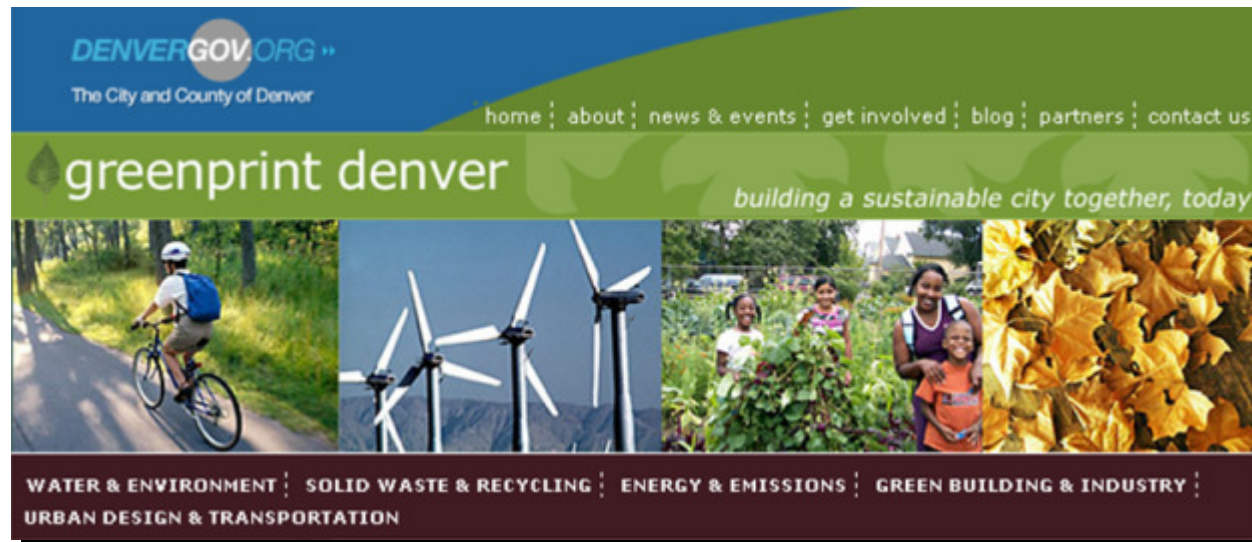 DENVERGOV.ORG »
The City and County of Denver
home ¦ about ¦ news & events ¦ get involved ¦ blog ¦ partners ¦ contact us
greenprint denver
building a sustainable city together, today
WATER & ENVIRONMENT ¦ SOLID WASTE & RECYCLING ¦ ENERGY & EMISSIONS ¦ GREEN BUILDING & INDUSTRY ¦
URBAN DESIGN & TRANSPORTATION